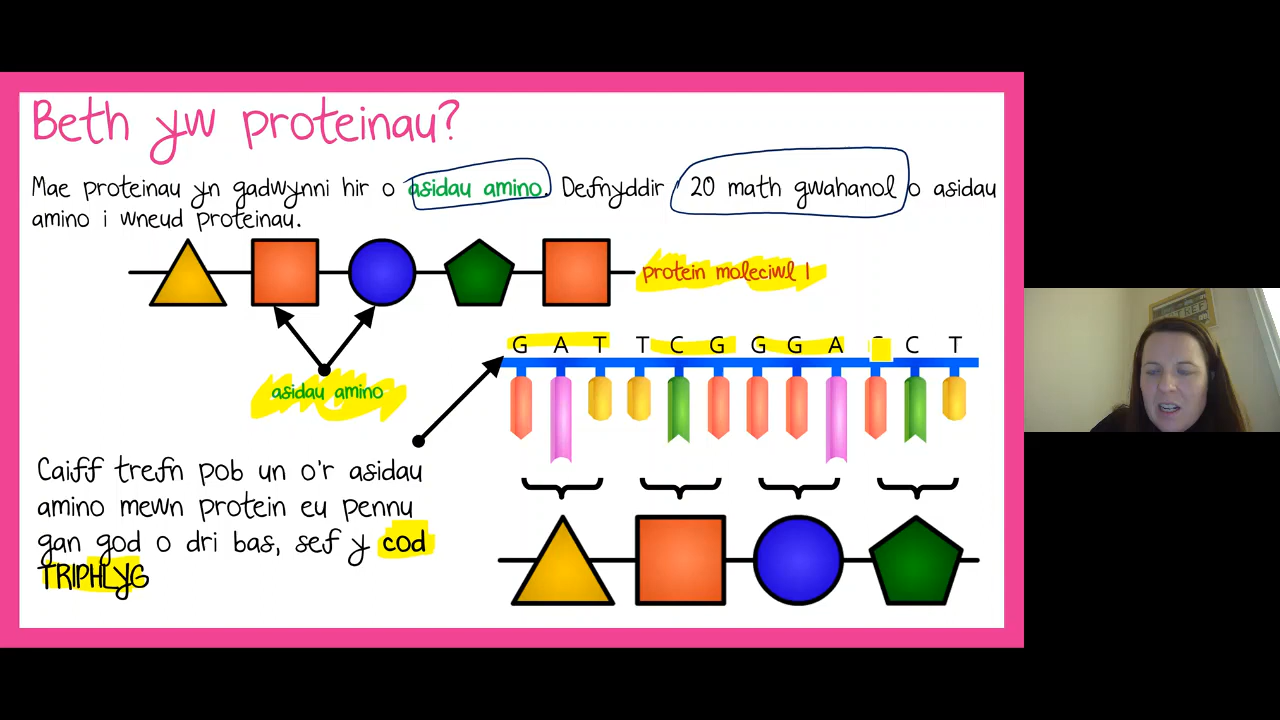 Beth yw proteinau?
Mae proteinau yn gadwynni hir o asidau amino. Defnyddir 20 math gwahanol o asidau
amino i wneud proteinau.
protein moleciwl 1
asidau amino
G A T T C G G G A C T
Caiff trefn pob un o'r asidau
amino mewn protein eu pennu
gan god o dri bas, sef y cod
TRIPHLYG